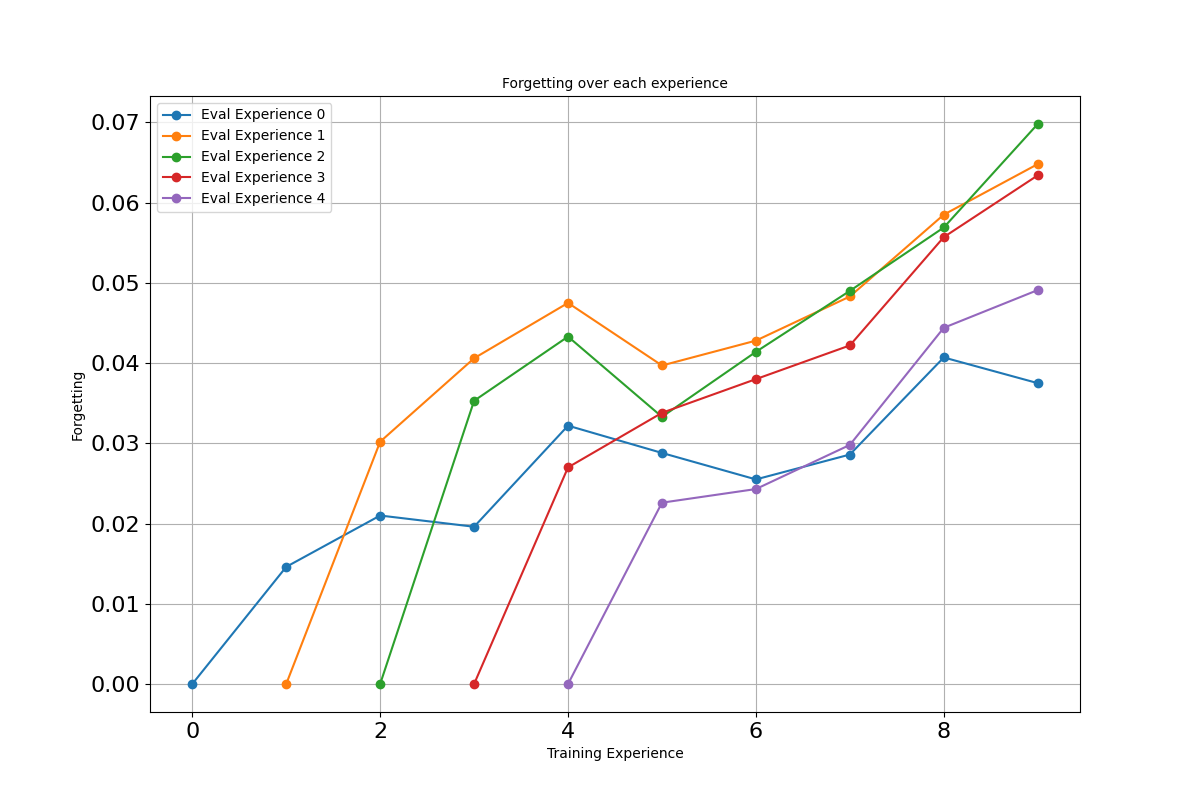 Forgetting over each experience
Eval Experience 0
Eval Experience 1
Eval Experience 2
Eval Experience 3
Eval Experience 4
0.07
0.06
0.05
0.04
0.03
0.02
0.01
0.00
Forgetting
0 2 4 6 8
Training Experience